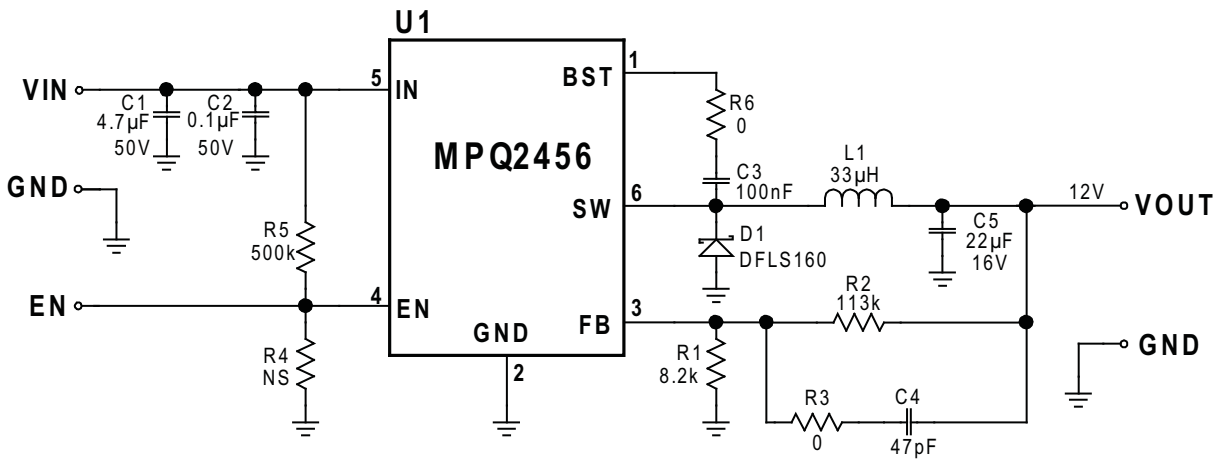 U1
VIN
C1
4.7µF
50V
C2
0.1µF
50V
5
IN
BST
1
R6
0
MPQ2456
C3
100nF
L1
33µH
GND
SW
6
12V
VOUT
R5
500k
D1
DFLS160
C5
22µF
16V
EN
4
EN
FB
3
R2
113k
GND
2
R4
NS
R1
8.2k
GND
R3
0
C4
47pF